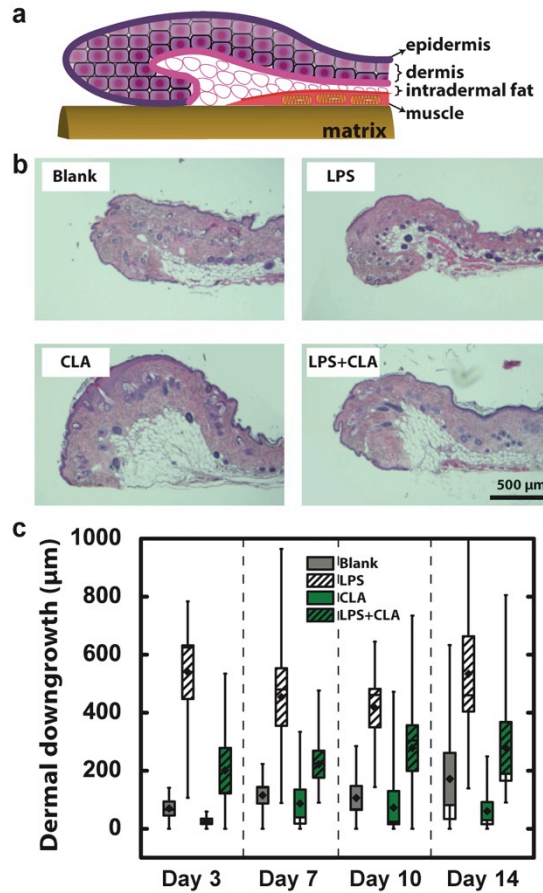 a
epidermis
dermis
intradermal fat
muscle
matrix
b
Blank
LPS
CLA
LPS+CLA
500 µm
c
Dermal downgrowth (µm)
1000
800
600
400
200
0
Blank
LPS
CLA
LPS+CLA
Day 3
Day 7
Day 10
Day 14